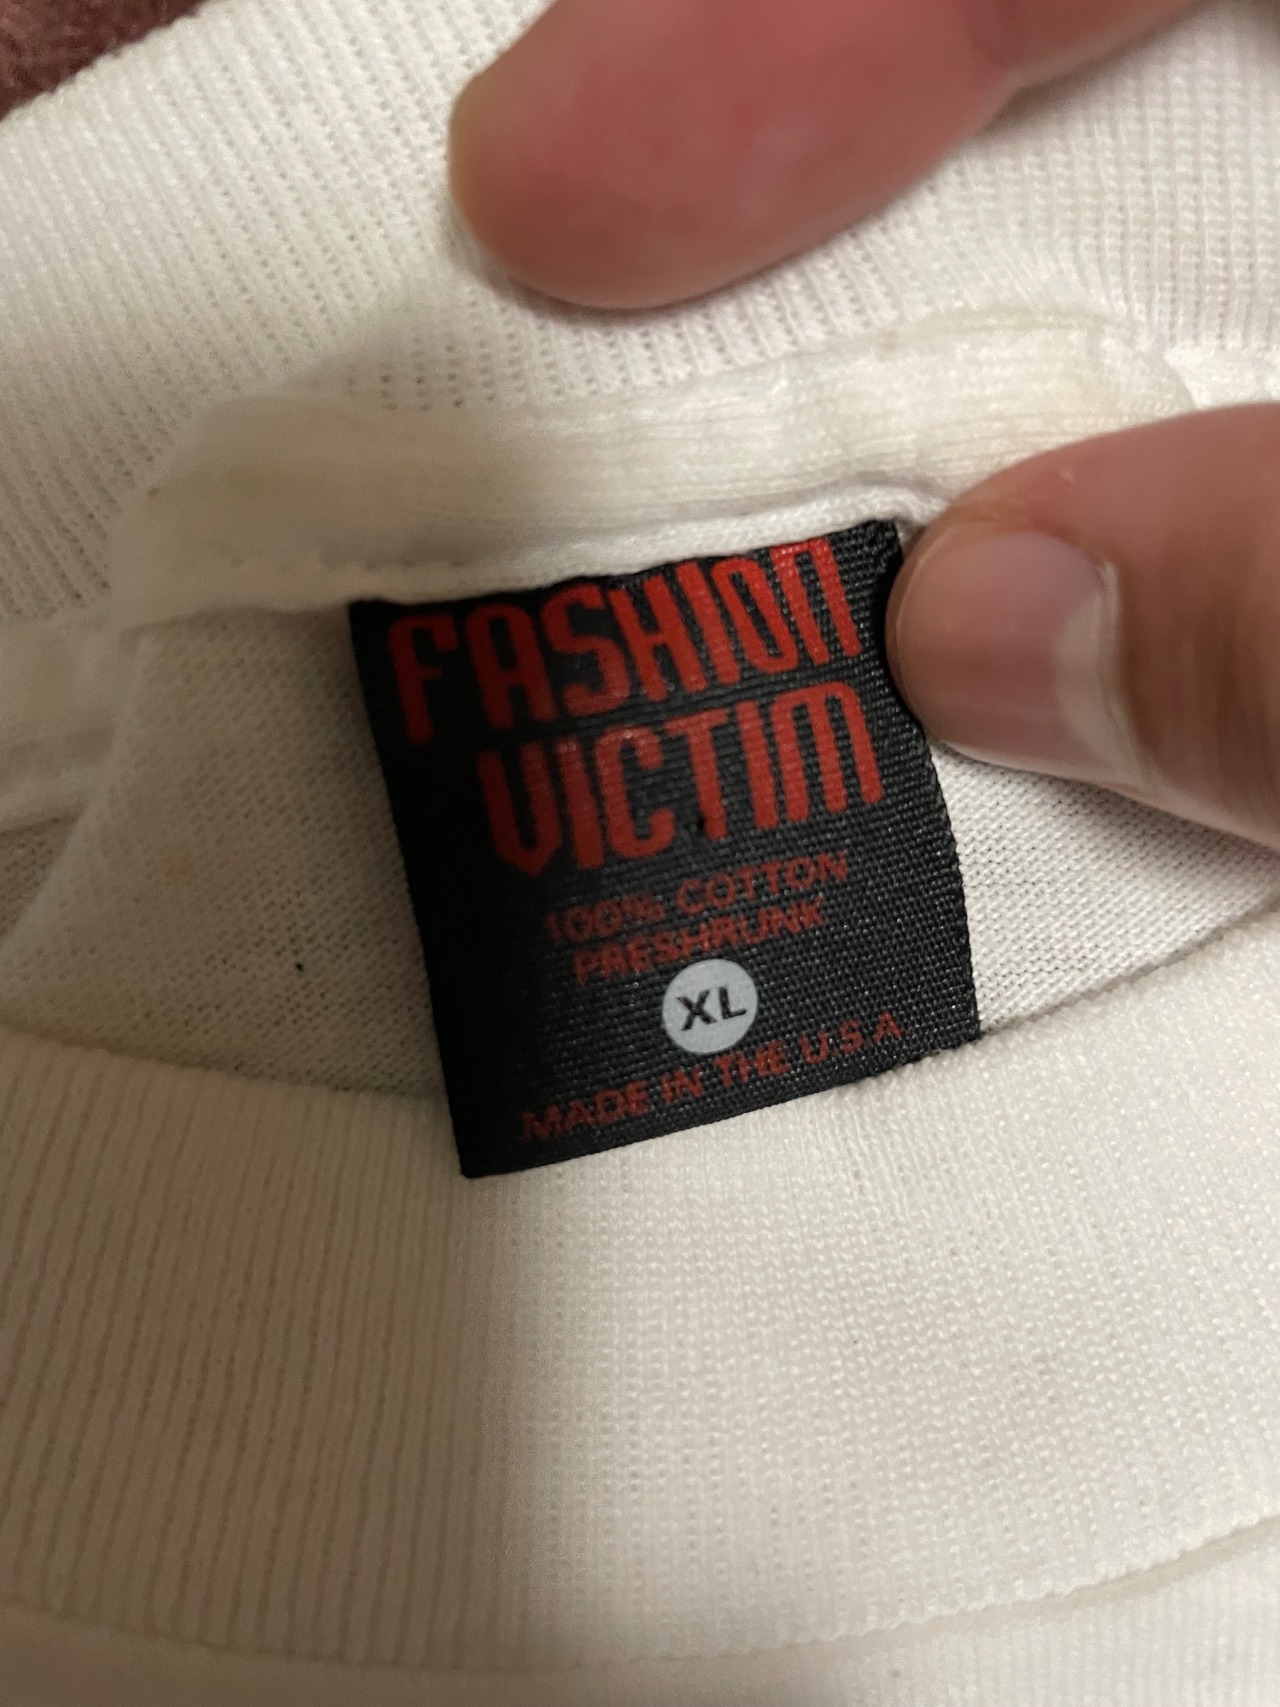 FASHION
VICTIM
100% COTTON
PRESHRUNK
XL
MADE IN THE U.S.A.